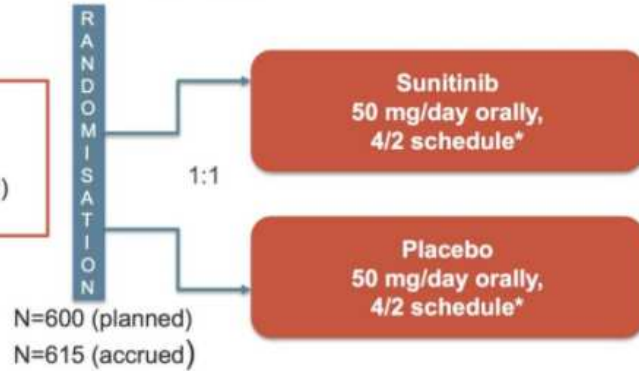 )
RANDOMISATION
Sunitinib
50 mg/day orally,
4/2 schedule*
1:1
Placebo
50 mg/day orally,
4/2 schedule*
N=600 (planned)
N=615 (accrued)